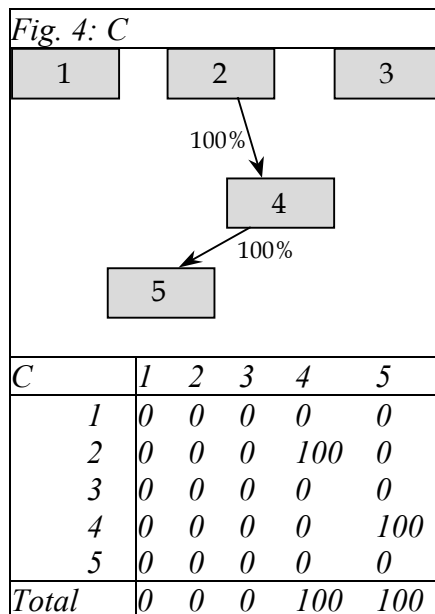 Fig. 4: C
1 2 3
100%
4
100%
5
C 1 2 3 4 5
1 0 0 0 0 0
2 0 0 0 100 0
3 0 0 0 0 0
4 0 0 0 0 100
5 0 0 0 0 0
Total 0 0 0 100 100